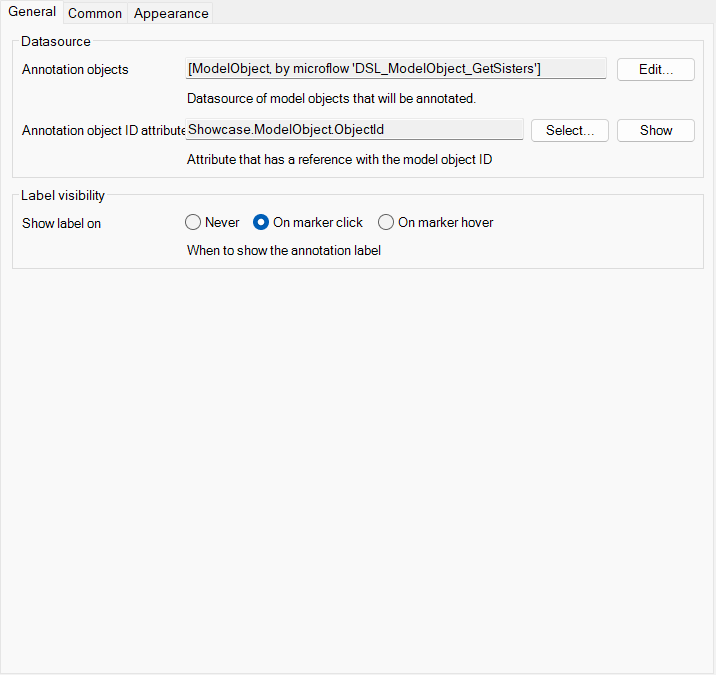 General Common Appearance
Datasource
Annotation objects [ModelObject, by microflow 'DSL_ModelObject_GetSisters'] Edit...
Datasource of model objects that will be annotated.
Annotation object ID attribute Showcase.ModelObject.ObjectId Select... Show
Attribute that has a reference with the model object ID
Label visibility
Show label on Never On marker click On marker hover
When to show the annotation label